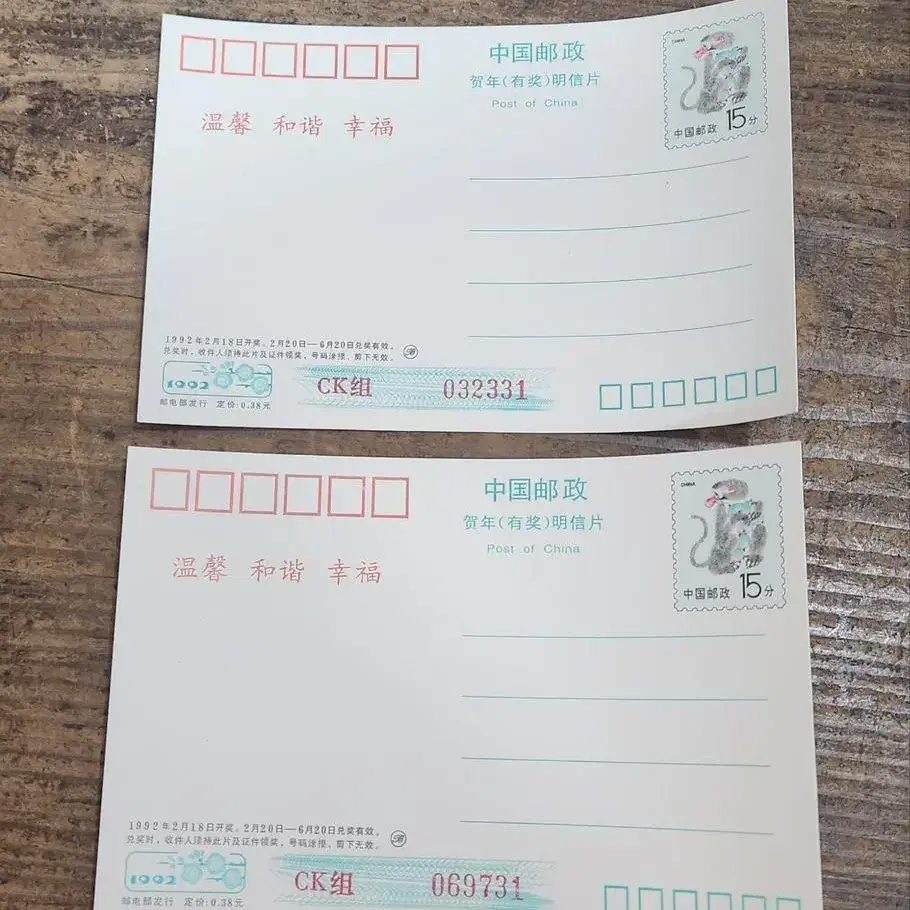 中国邮政
贺年(有奖)明信片
Post of China
CHINA
中国邮政 15分
温馨 和谐 幸福
1992年2月18日开奖。2月20日—6月20日兑奖有效。
兑奖时，收件人须持此片及证件领奖，号码涂擦、剪下无效。
1992
CK组 032331
邮电部发行 定价:0.38元
中国邮政
贺年(有奖)明信片
Post of China
CHINA
中国邮政 15分
温馨 和谐 幸福
1992年2月18日开奖。2月20日—6月20日兑奖有效。
兑奖时，收件人须持此片及证件领奖，号码涂擦、剪下无效。
1992
CK组 069731
邮电部发行 定价:0.38元